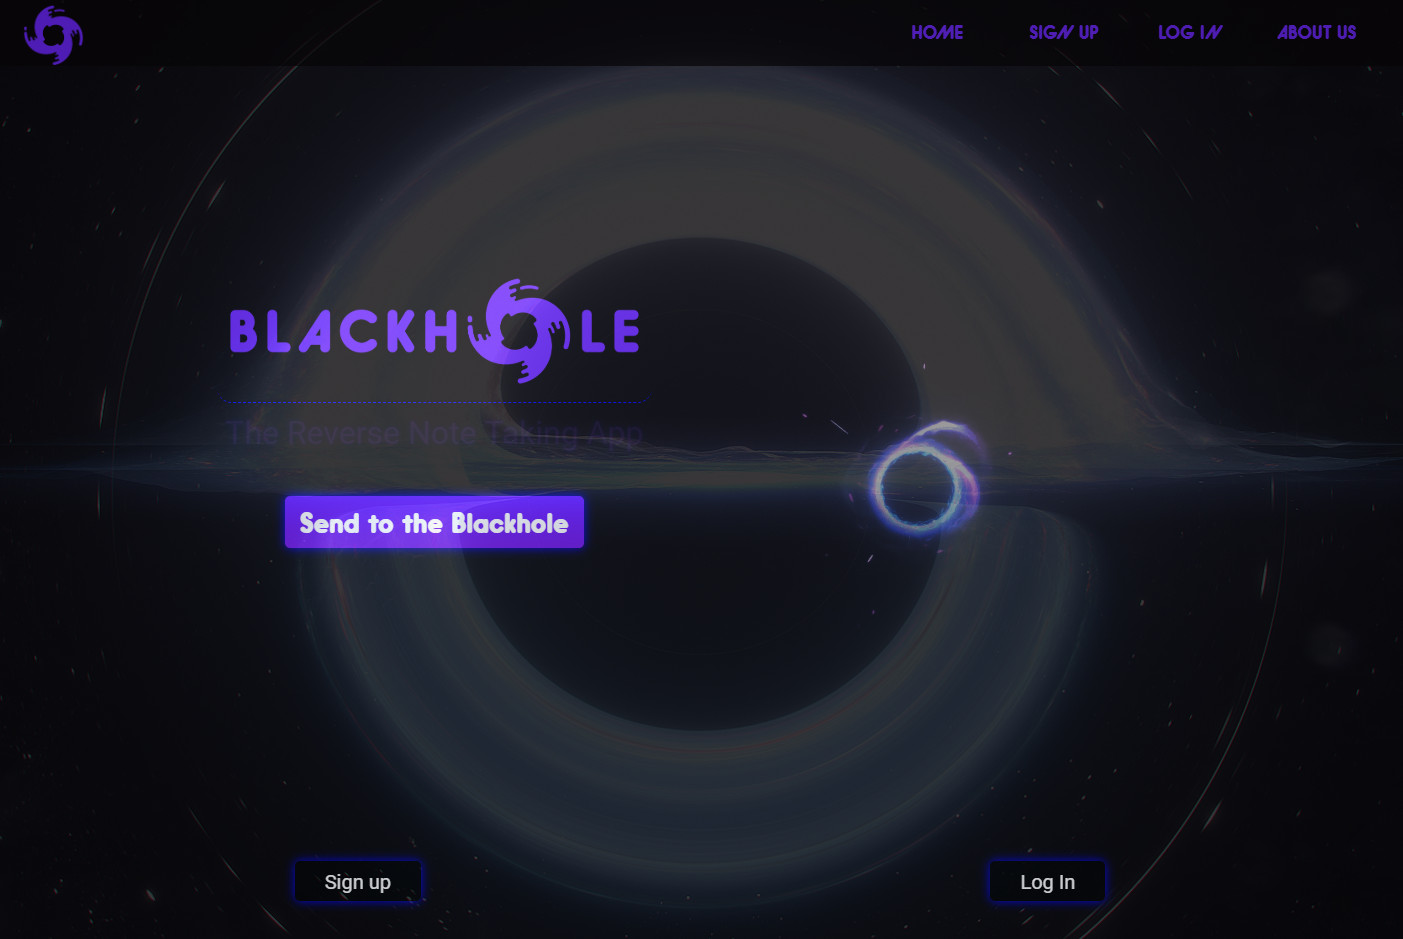 HOME SIGN UP LOG IN ABOUT US
BLACKHOLE
The Reverse Note Taking App
Send to the Blackhole
Sign up Log In